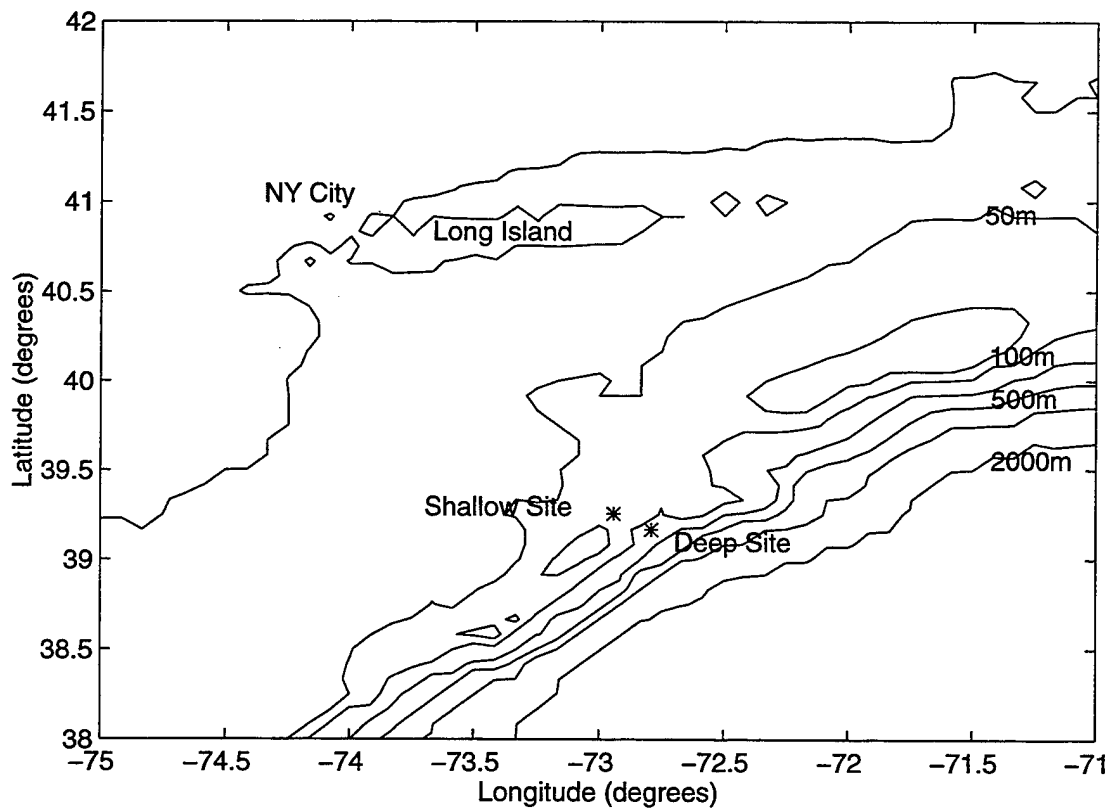 42
41.5
41
40.5
40
39.5
39
38.5
38
Latitude (degrees)
NY City
Long Island
50m
100m
500m
2000m
Shallow Site
Deep Site
−75
−74.5
−74
−73.5
−73
−72.5
−72
−71.5
−71
Longitude (degrees)